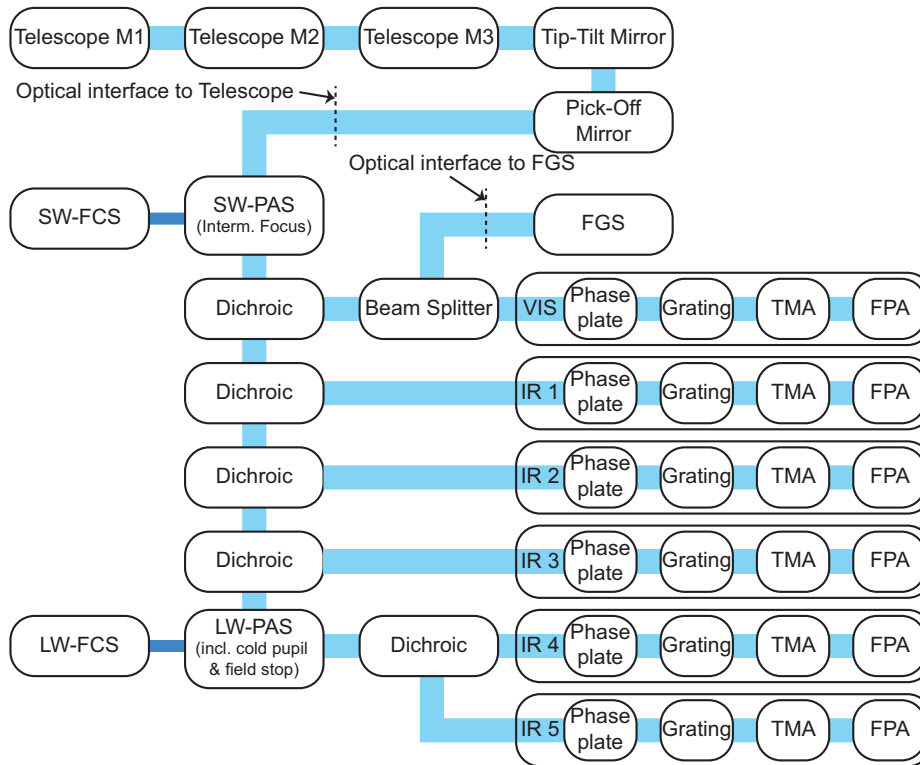 Telescope M1
Telescope M2
Telescope M3
Tip-Tilt Mirror
Optical interface to Telescope
Pick-Off
Mirror
Optical interface to FGS
SW-FCS
SW-PAS
(Interm. Focus)
FGS
Dichroic
Beam Splitter
VIS
Phase
plate
Grating
TMA
FPA
Dichroic
IR 1
Phase
plate
Grating
TMA
FPA
Dichroic
IR 2
Phase
plate
Grating
TMA
FPA
Dichroic
IR 3
Phase
plate
Grating
TMA
FPA
LW-FCS
LW-PAS
(incl. cold pupil
& field stop)
Dichroic
IR 4
Phase
plate
Grating
TMA
FPA
IR 5
Phase
plate
Grating
TMA
FPA